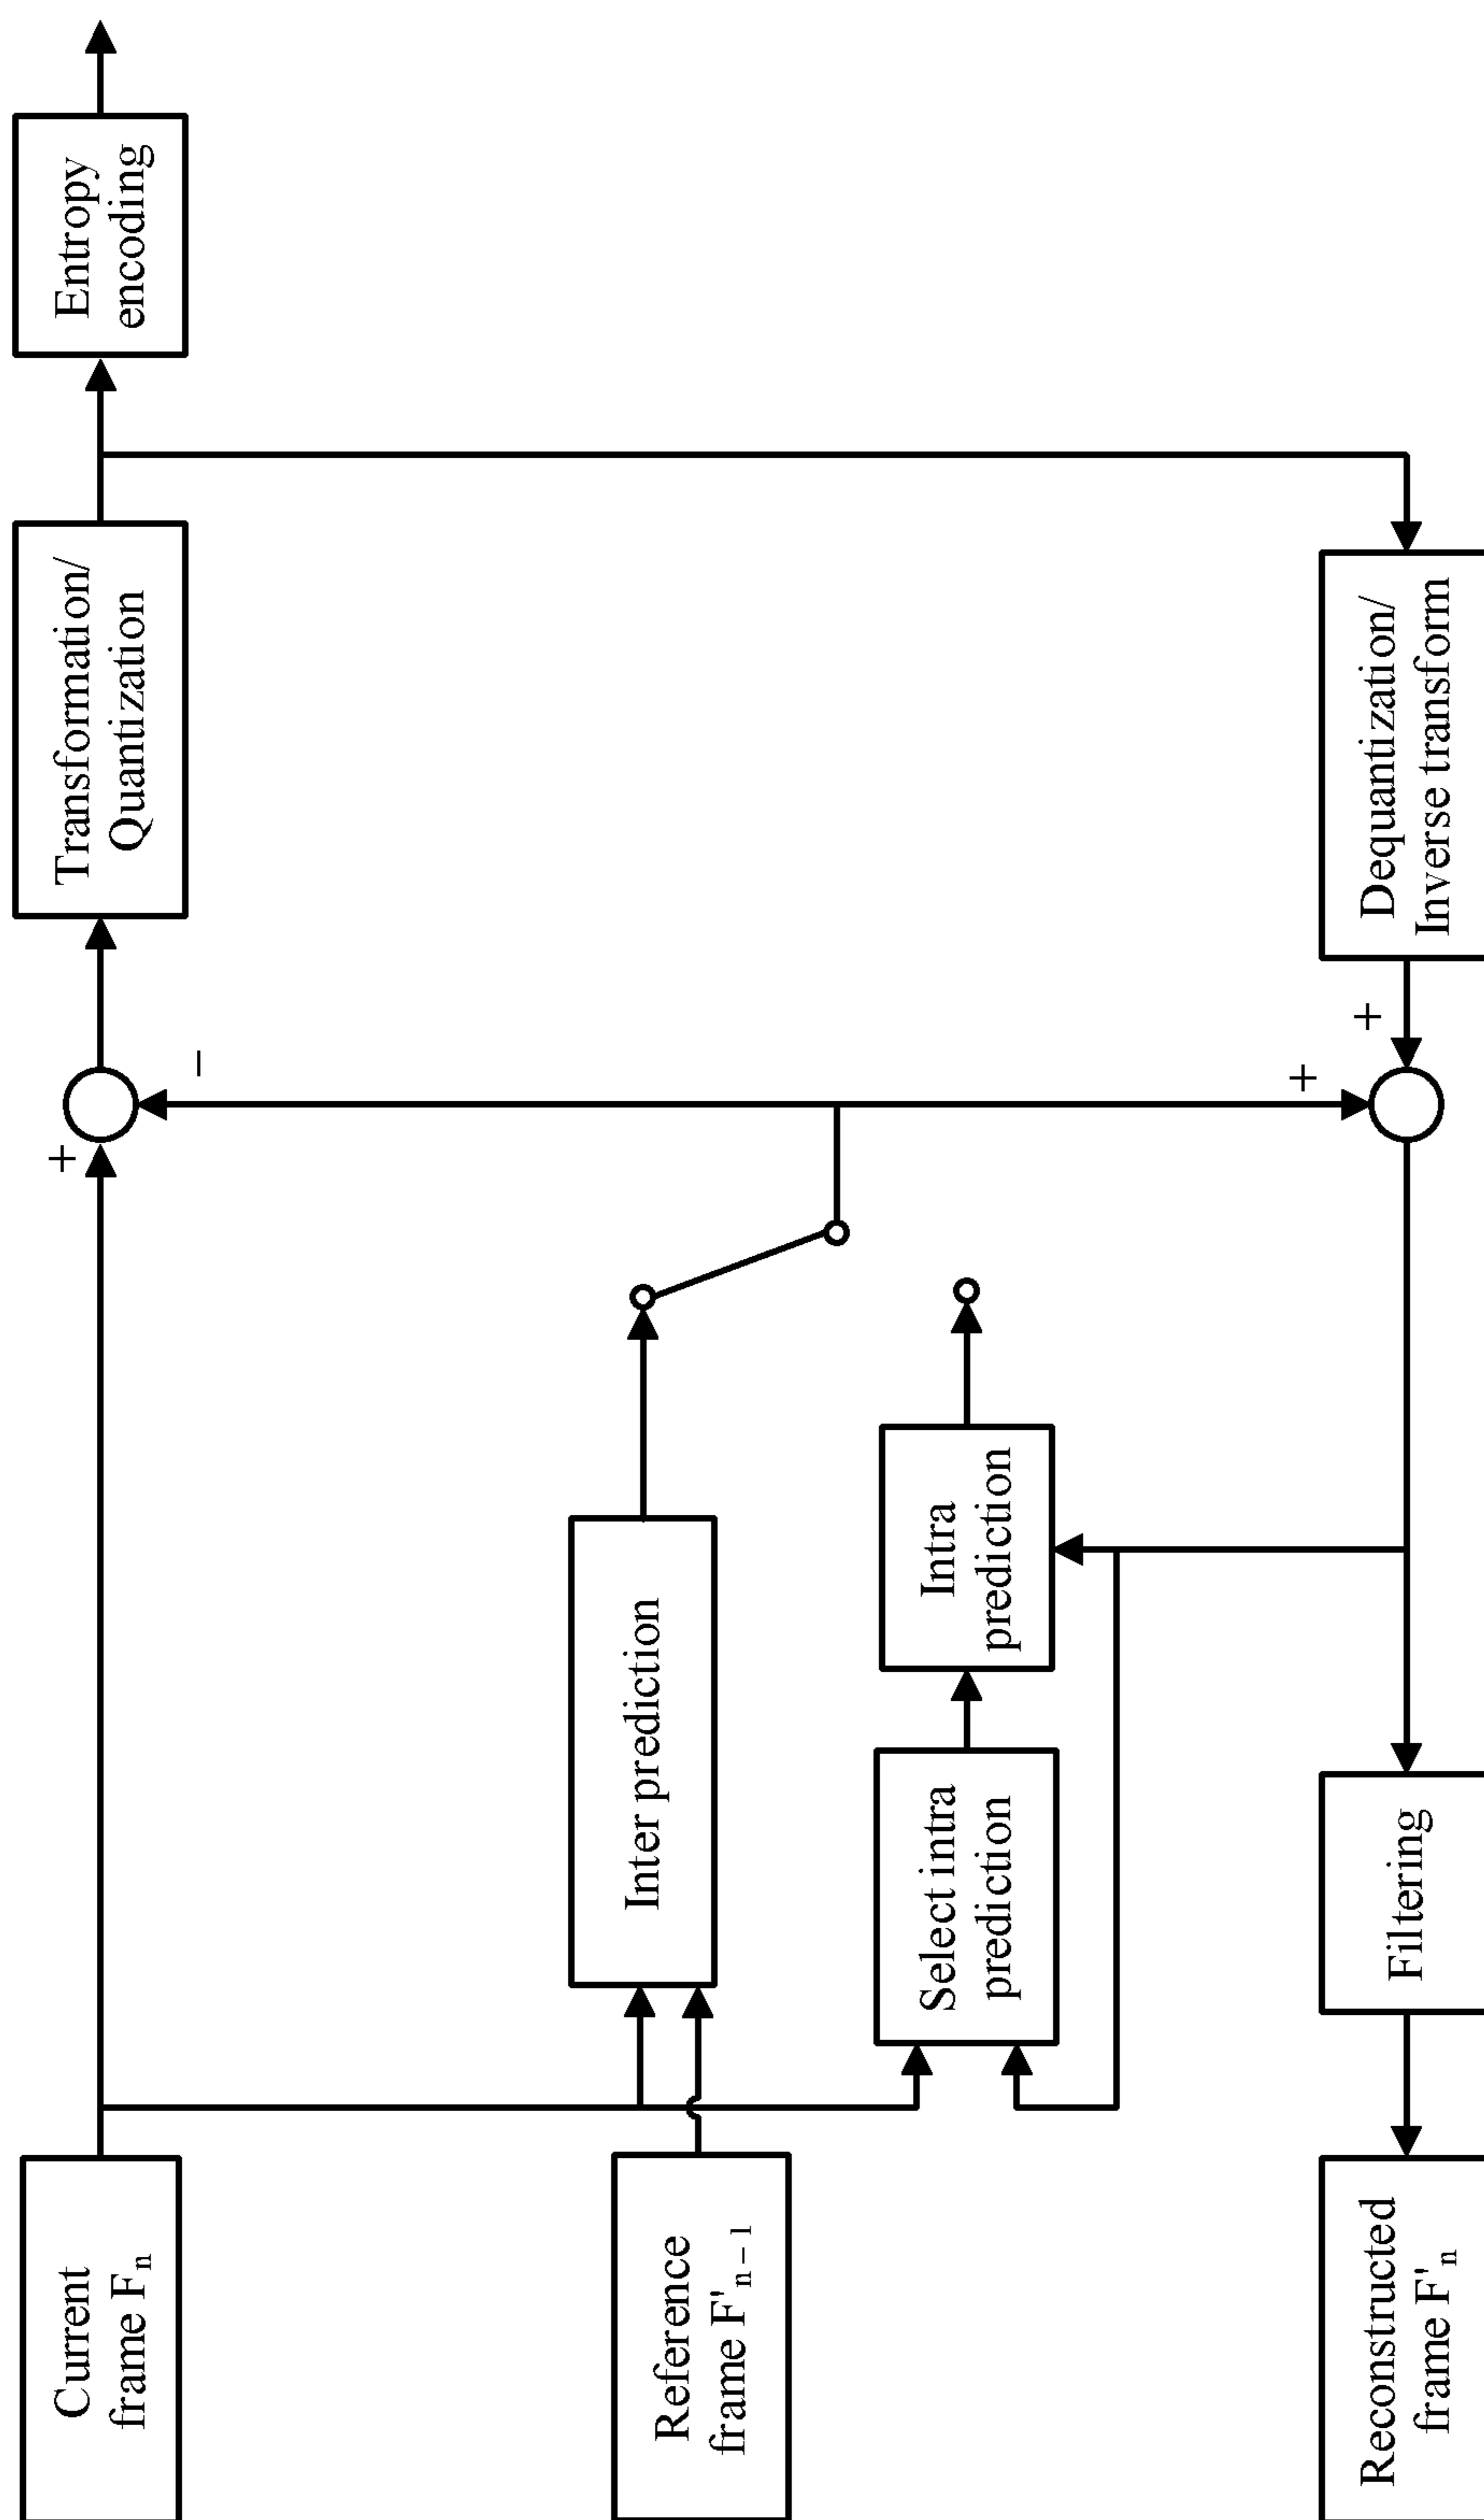 Current
frame Fn
+
-
Transformation/
Quantization
Entropy
encoding
Reference
frame F'n-1
Inter prediction
Select intra
prediction
Intra
prediction
+
+
Reconstructed
frame F'n
Filtering
Dequantization/
Inverse transform